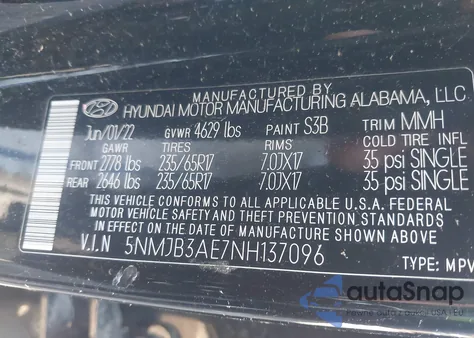 MANUFACTURED BY
HYUNDAI MOTOR MANUFACTURING ALABAMA, LLC.
Jun/01/22 GVWR 4629 lbs PAINT S3B TRIM MMH
GAWR TIRES RIMS COLD TIRE INFL
FRONT 2778 lbs 235/65R17 7.0JX17 35 psi SINGLE
REAR 2646 lbs 235/65R17 7.0JX17 35 psi SINGLE
THIS VEHICLE CONFORMS TO ALL APPLICABLE U.S.A. FEDERAL
MOTOR VEHICLE SAFETY AND THEFT PREVENTION STANDARDS
IN EFFECT ON THE DATE OF MANUFACTURE SHOWN ABOVE.
V.I.N 5NMJB3AE7NH137096
TYPE: MPV
autoSnap